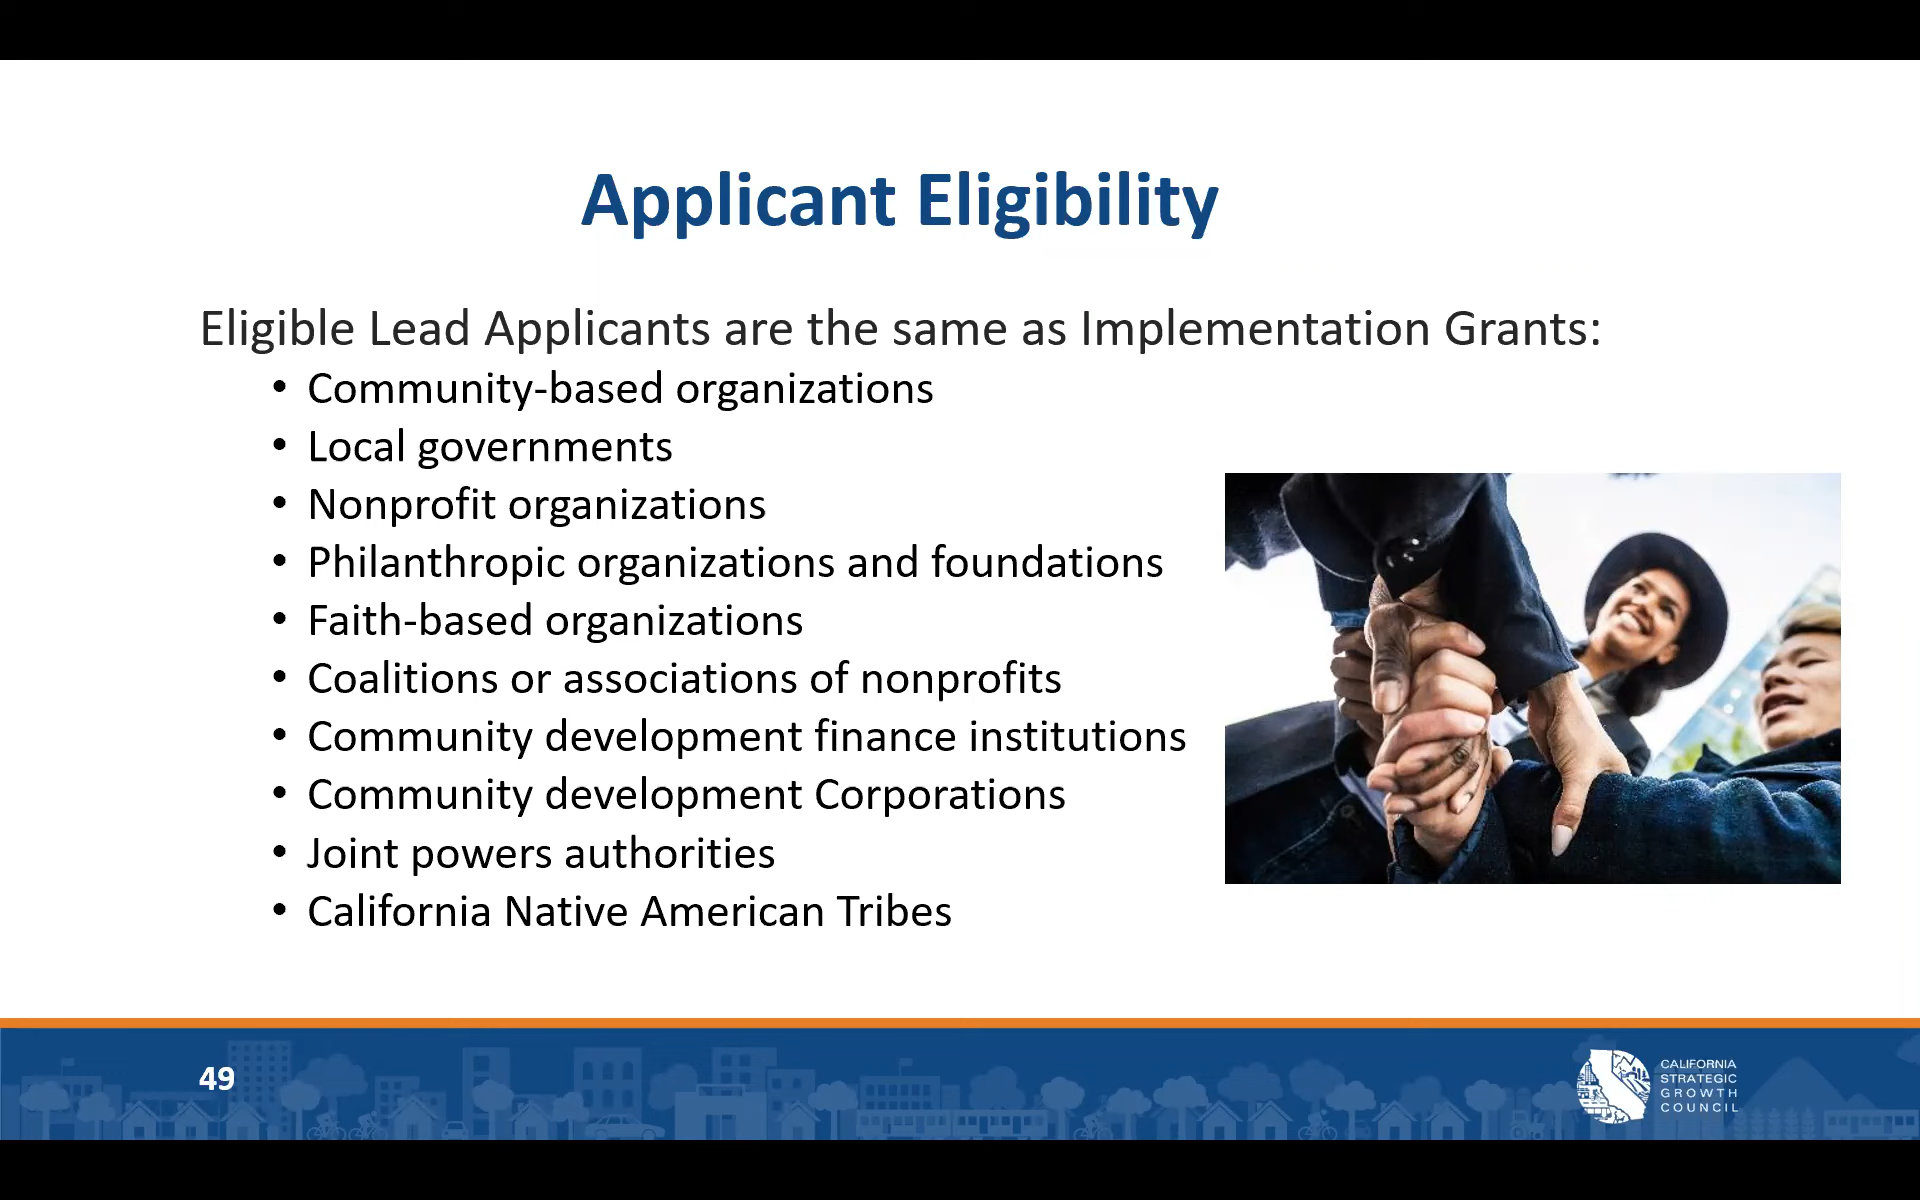 Applicant Eligibility
Eligible Lead Applicants are the same as Implementation Grants:
• Community-based organizations
• Local governments
• Nonprofit organizations
• Philanthropic organizations and foundations
• Faith-based organizations
• Coalitions or associations of nonprofits
• Community development finance institutions
• Community development Corporations
• Joint powers authorities
• California Native American Tribes
49
CALIFORNIA
STRATEGIC
GROWTH
COUNCIL